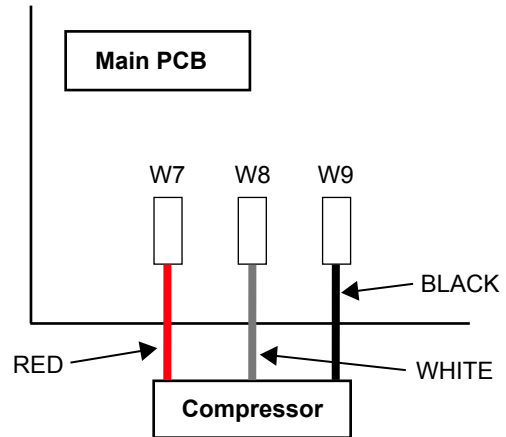 Main PCB
W7 W8 W9
BLACK
RED
WHITE
Compressor